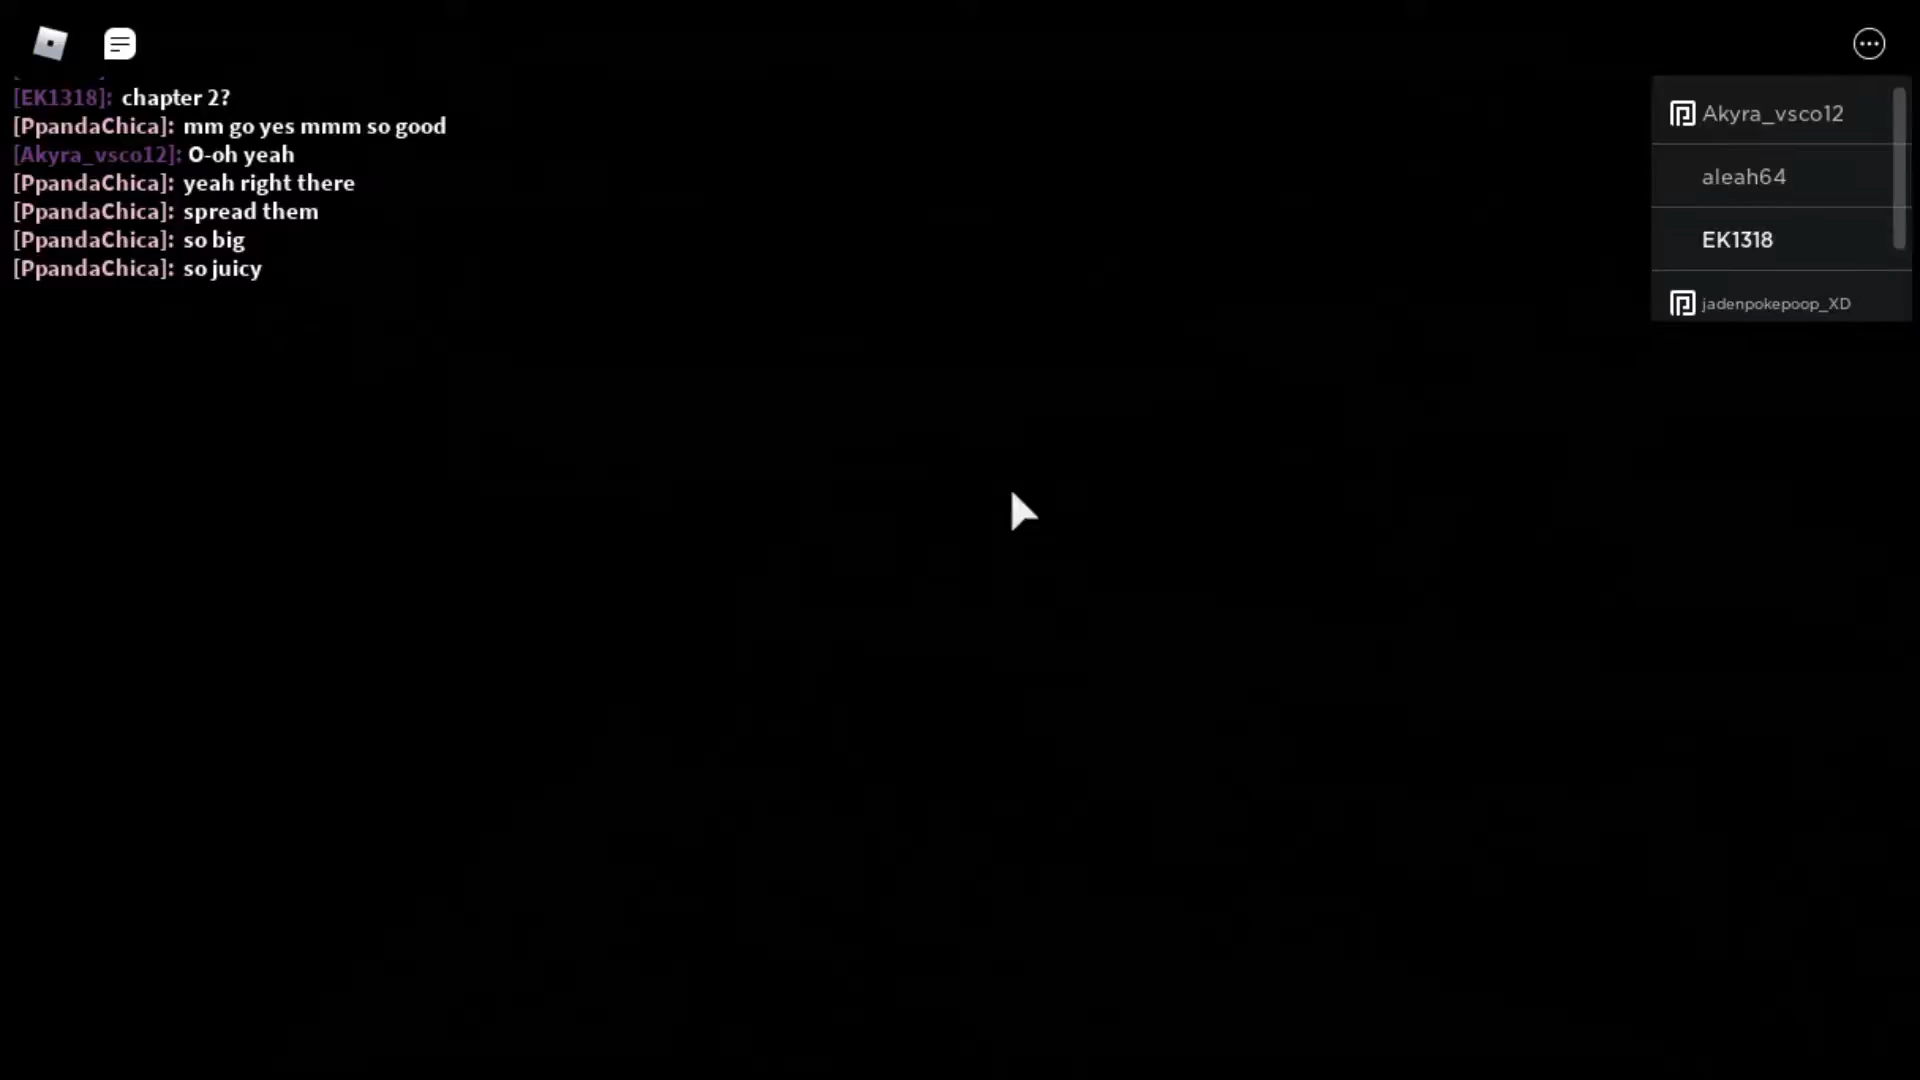 [EK1318]: chapter 2?
[PpandaChica]: mm go yes mmm so good
[Akyra_vsco12]: O-oh yeah
[PpandaChica]: yeah right there
[PpandaChica]: spread them
[PpandaChica]: so big
[PpandaChica]: so juicy
Akyra_vsco12
aleah64
EK1318
jadenpokepoop_XD